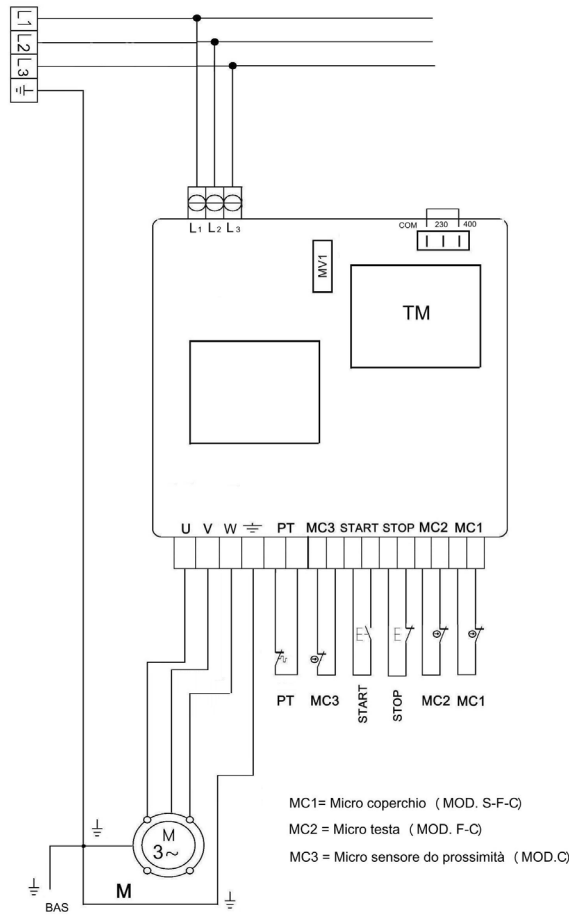 L1
L2
L3
L1 L2 L3
COM 230 400
MV1
TM
U V W PT MC3 START STOP MC2 MC1
PT MC3 START STOP MC2 MC1
MC1= Micro coperchio ( MOD. S-F-C)
MC2 = Micro testa ( MOD. F-C)
MC3 = Micro sensore do prossimità ( MOD.C)
M
3~
M
BAS